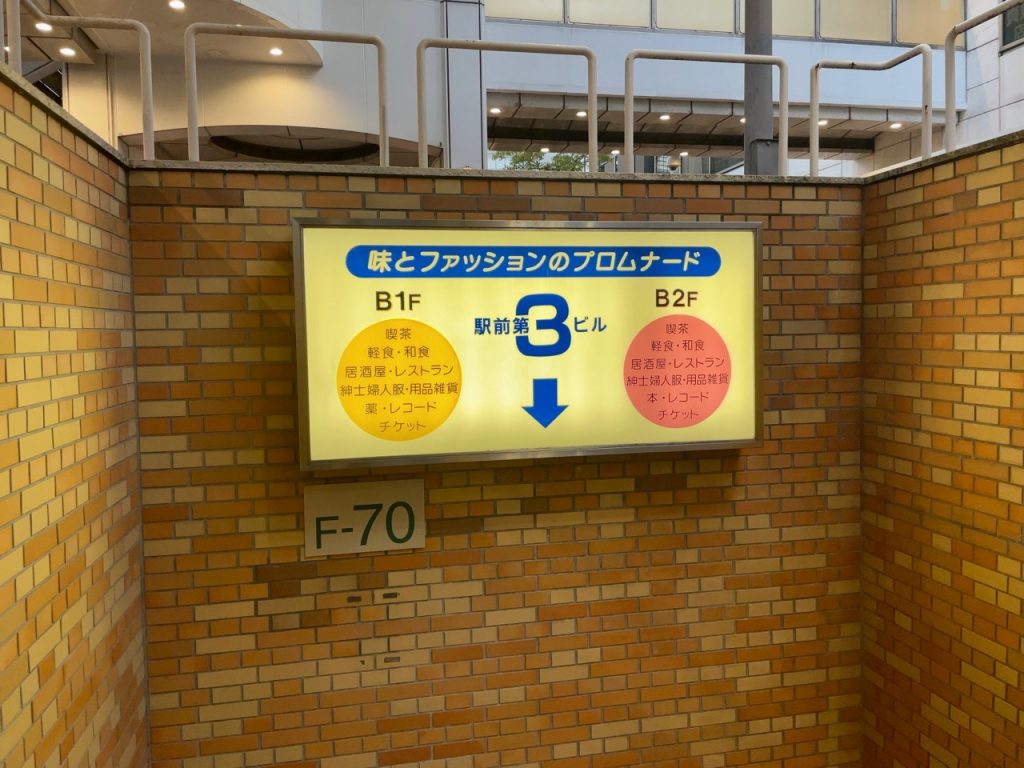 味とファッションのプロムナード
B1F
喫茶
軽食・和食
居酒屋・レストラン
紳士婦人服・用品雑貨
薬・レコード
チケット
駅前第3ビル
B2F
喫茶
軽食・和食
居酒屋・レストラン
紳士婦人服・用品雑貨
本・レコード
チケット
F-70